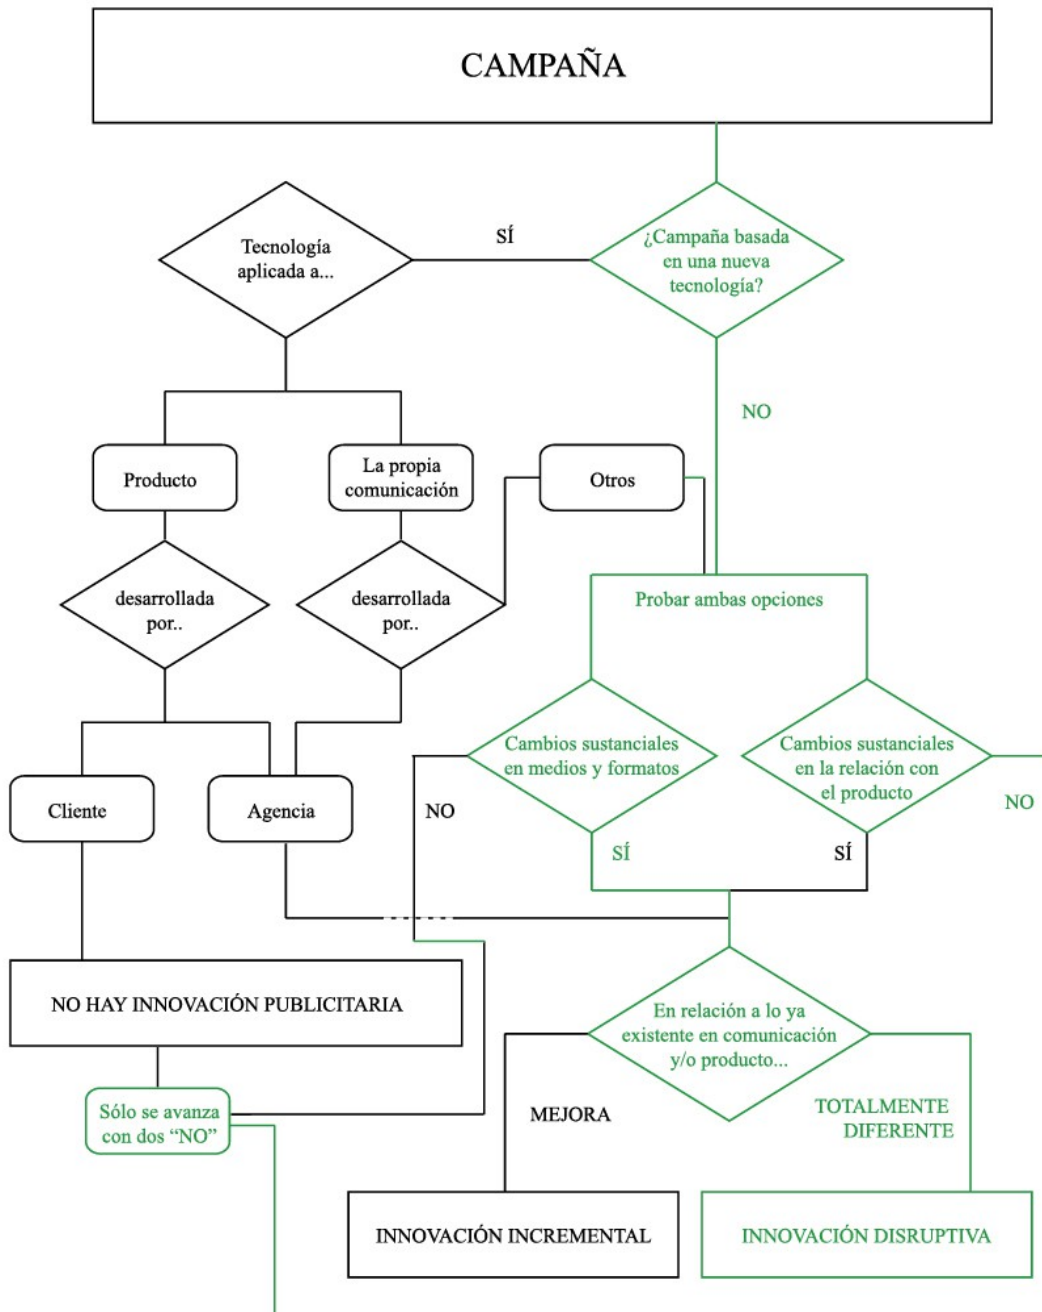 CAMPAÑA
Tecnología
aplicada a...
SÍ
¿Campaña basada
en una nueva
tecnología?
NO
Producto
La propia
comunicación
Otros
desarrollada
por..
desarrollada
por..
Probar ambas opciones
Cambios sustanciales
en medios y formatos
Cambios sustanciales
en la relación con
el producto
Cliente
Agencia
NO
NO
SÍ
SÍ
NO HAY INNOVACIÓN PUBLICITARIA
En relación a lo ya
existente en comunicación
y/o producto...
Sólo se avanza
con dos “NO”
MEJORA
TOTALMENTE
DIFERENTE
INNOVACIÓN INCREMENTAL
INNOVACIÓN DISRUPTIVA